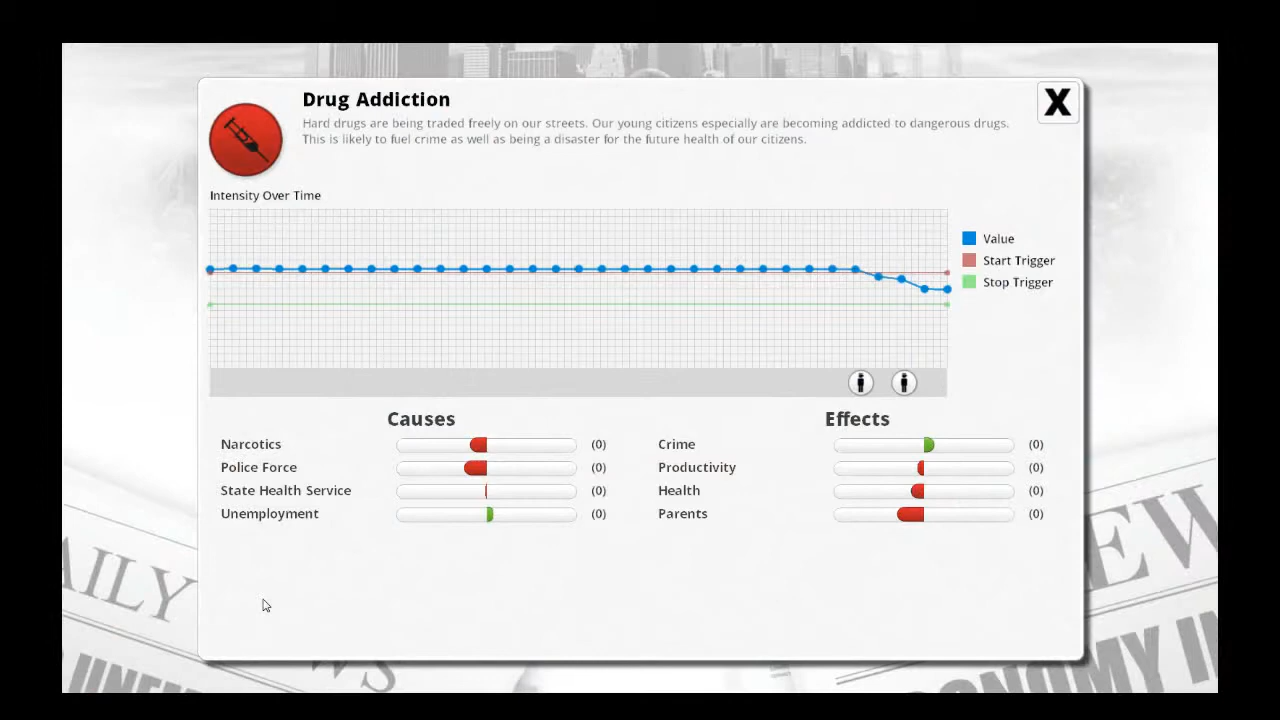 Drug Addiction
X
Hard drugs are being traded freely on our streets. Our young citizens especially are becoming addicted to dangerous drugs.
This is likely to fuel crime as well as being a disaster for the future health of our citizens.
Intensity Over Time
Value
Start Trigger
Stop Trigger
Causes
Effects
Narcotics (0) Crime (0)
Police Force (0) Productivity (0)
State Health Service (0) Health (0)
Unemployment (0) Parents (0)